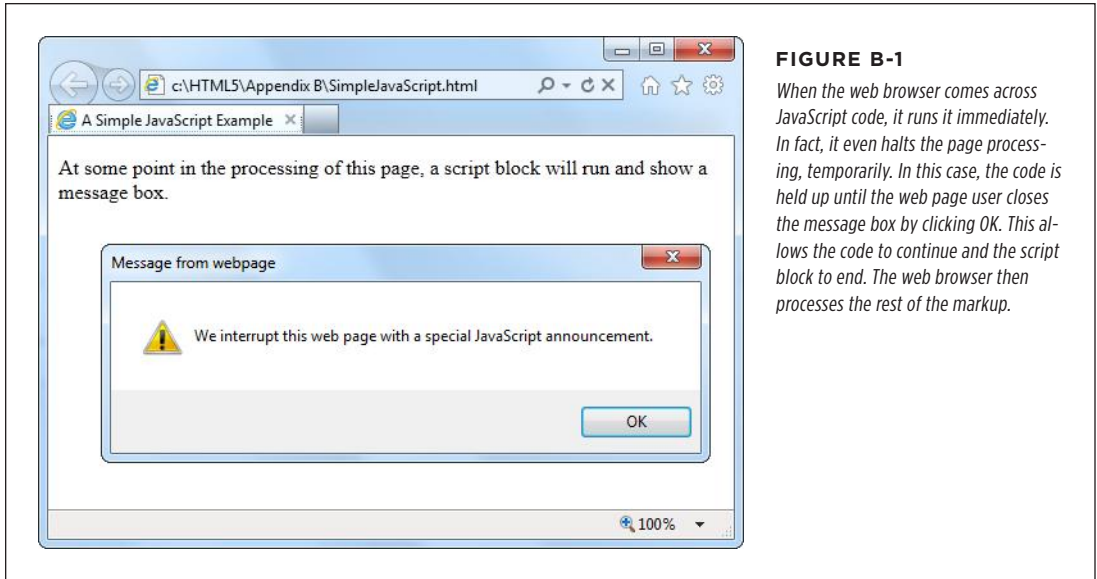 c:\HTML5\Appendix B\SimpleJavaScript.html
A Simple JavaScript Example
At some point in the processing of this page, a script block will run and show a
message box.
Message from webpage
We interrupt this web page with a special JavaScript announcement.
OK
100%
FIGURE B-1
When the web browser comes across
JavaScript code, it runs it immediately.
In fact, it even halts the page process-
ing, temporarily. In this case, the code is
held up until the web page user closes
the message box by clicking OK. This al-
lows the code to continue and the script
block to end. The web browser then
processes the rest of the markup.